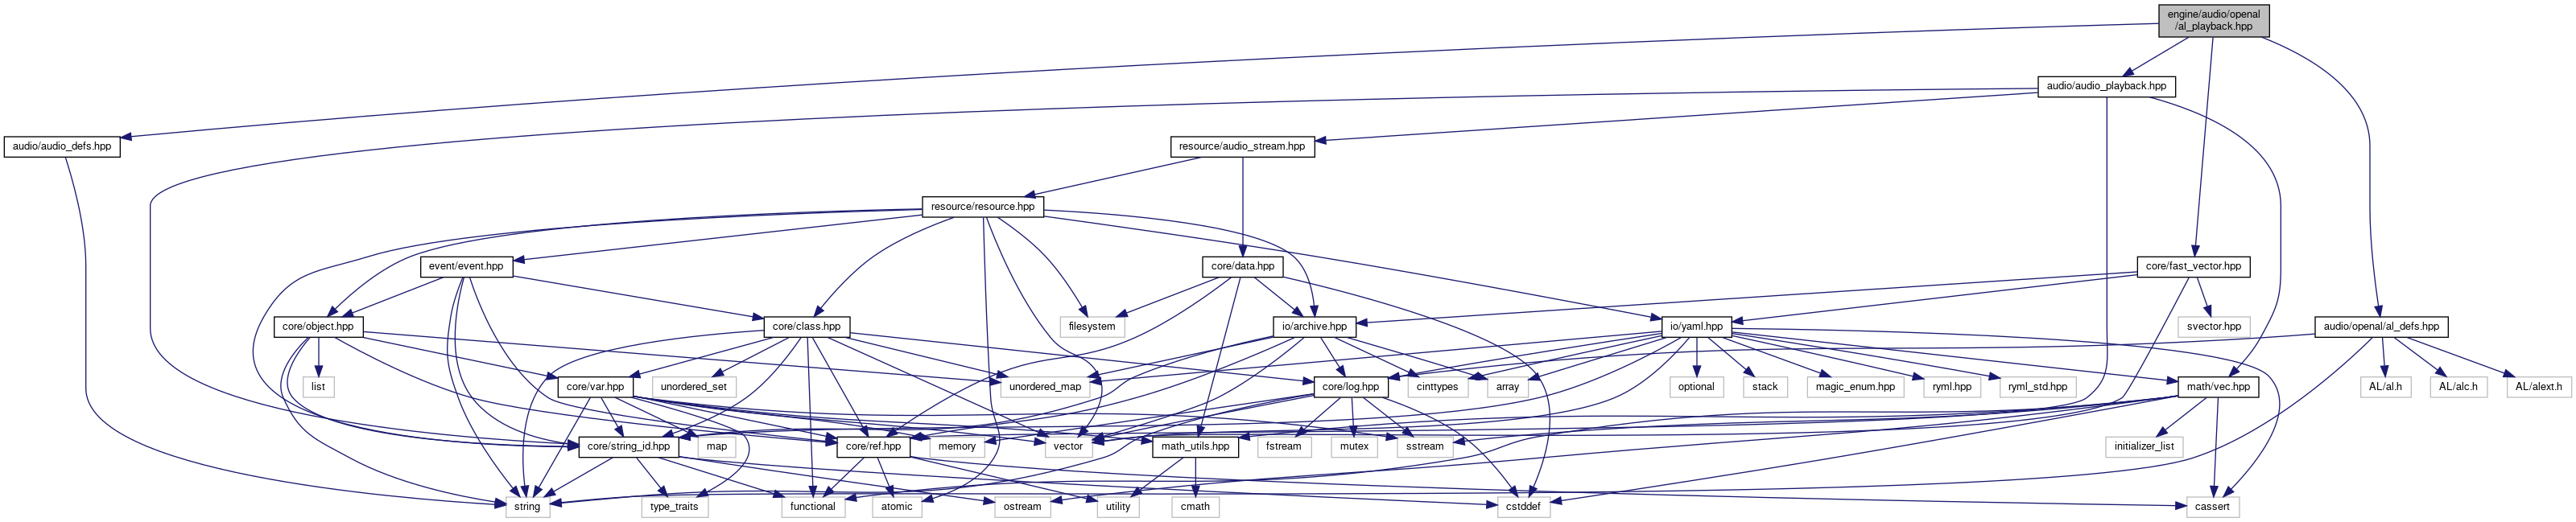 engine/audio/openal
/al_playback.hpp
audio/audio_playback.hpp
audio/audio_defs.hpp
resource/audio_stream.hpp
resource/resource.hpp
event/event.hpp
core/data.hpp
core/fast_vector.hpp
core/object.hpp
core/class.hpp
filesystem
io/archive.hpp
io/yaml.hpp
svector.hpp
audio/openal/al_defs.hpp
list
core/var.hpp
unordered_set
unordered_map
core/log.hpp
cinttypes
array
optional
stack
magic_enum.hpp
ryml.hpp
ryml_std.hpp
math/vec.hpp
AL/al.h
AL/alc.h
AL/alext.h
core/string_id.hpp
map
core/ref.hpp
memory
vector
math_utils.hpp
fstream
mutex
sstream
initializer_list
string
type_traits
functional
atomic
ostream
utility
cmath
cstddef
cassert